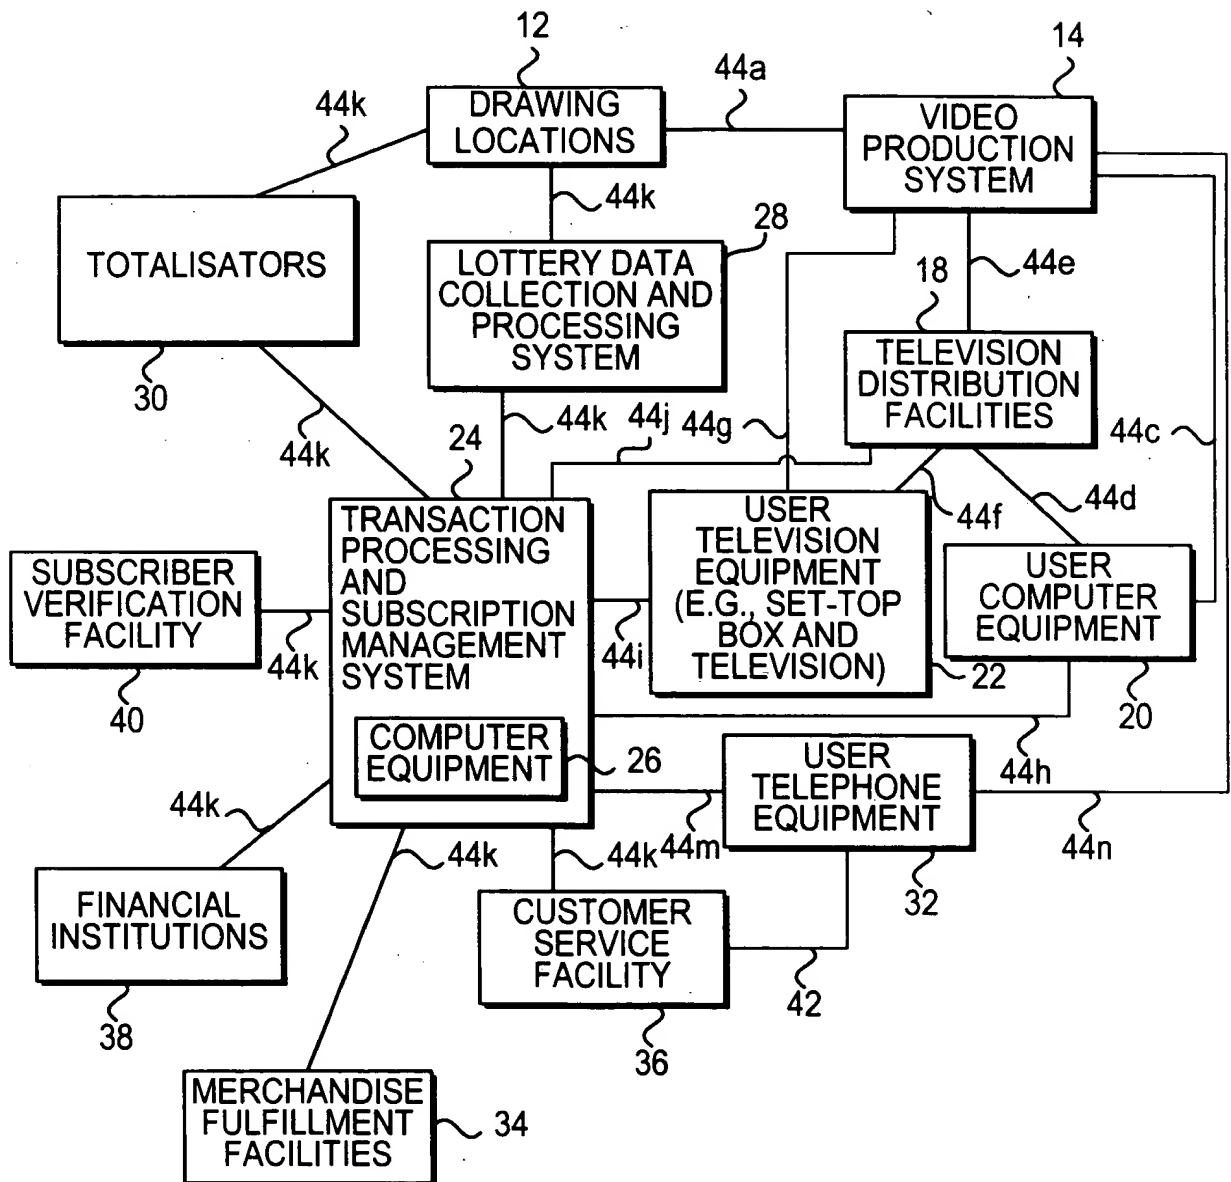 12
44a
14
44k
DRAWING
LOCATIONS
VIDEO
PRODUCTION
SYSTEM
44k
28
TOTALISATORS
LOTTERY DATA
COLLECTION AND
PROCESSING
SYSTEM
44e
18
30
TELEVISION
DISTRIBUTION
FACILITIES
44k
24
44k
44j
44g
44c
TRANSACTION
PROCESSING
AND
SUBSCRIPTION
MANAGEMENT
SYSTEM
USER
TELEVISION
EQUIPMENT
(E.G., SET-TOP
BOX AND
TELEVISION)
44f
44d
SUBSCRIBER
VERIFICATION
FACILITY
USER
COMPUTER
EQUIPMENT
44k
44i
40
22
20
COMPUTER
EQUIPMENT
26
USER
TELEPHONE
EQUIPMENT
44h
44k
44k
44k
44m
44n
32
FINANCIAL
INSTITUTIONS
CUSTOMER
SERVICE
FACILITY
42
38
36
MERCHANDISE
FULFILLMENT
FACILITIES
34